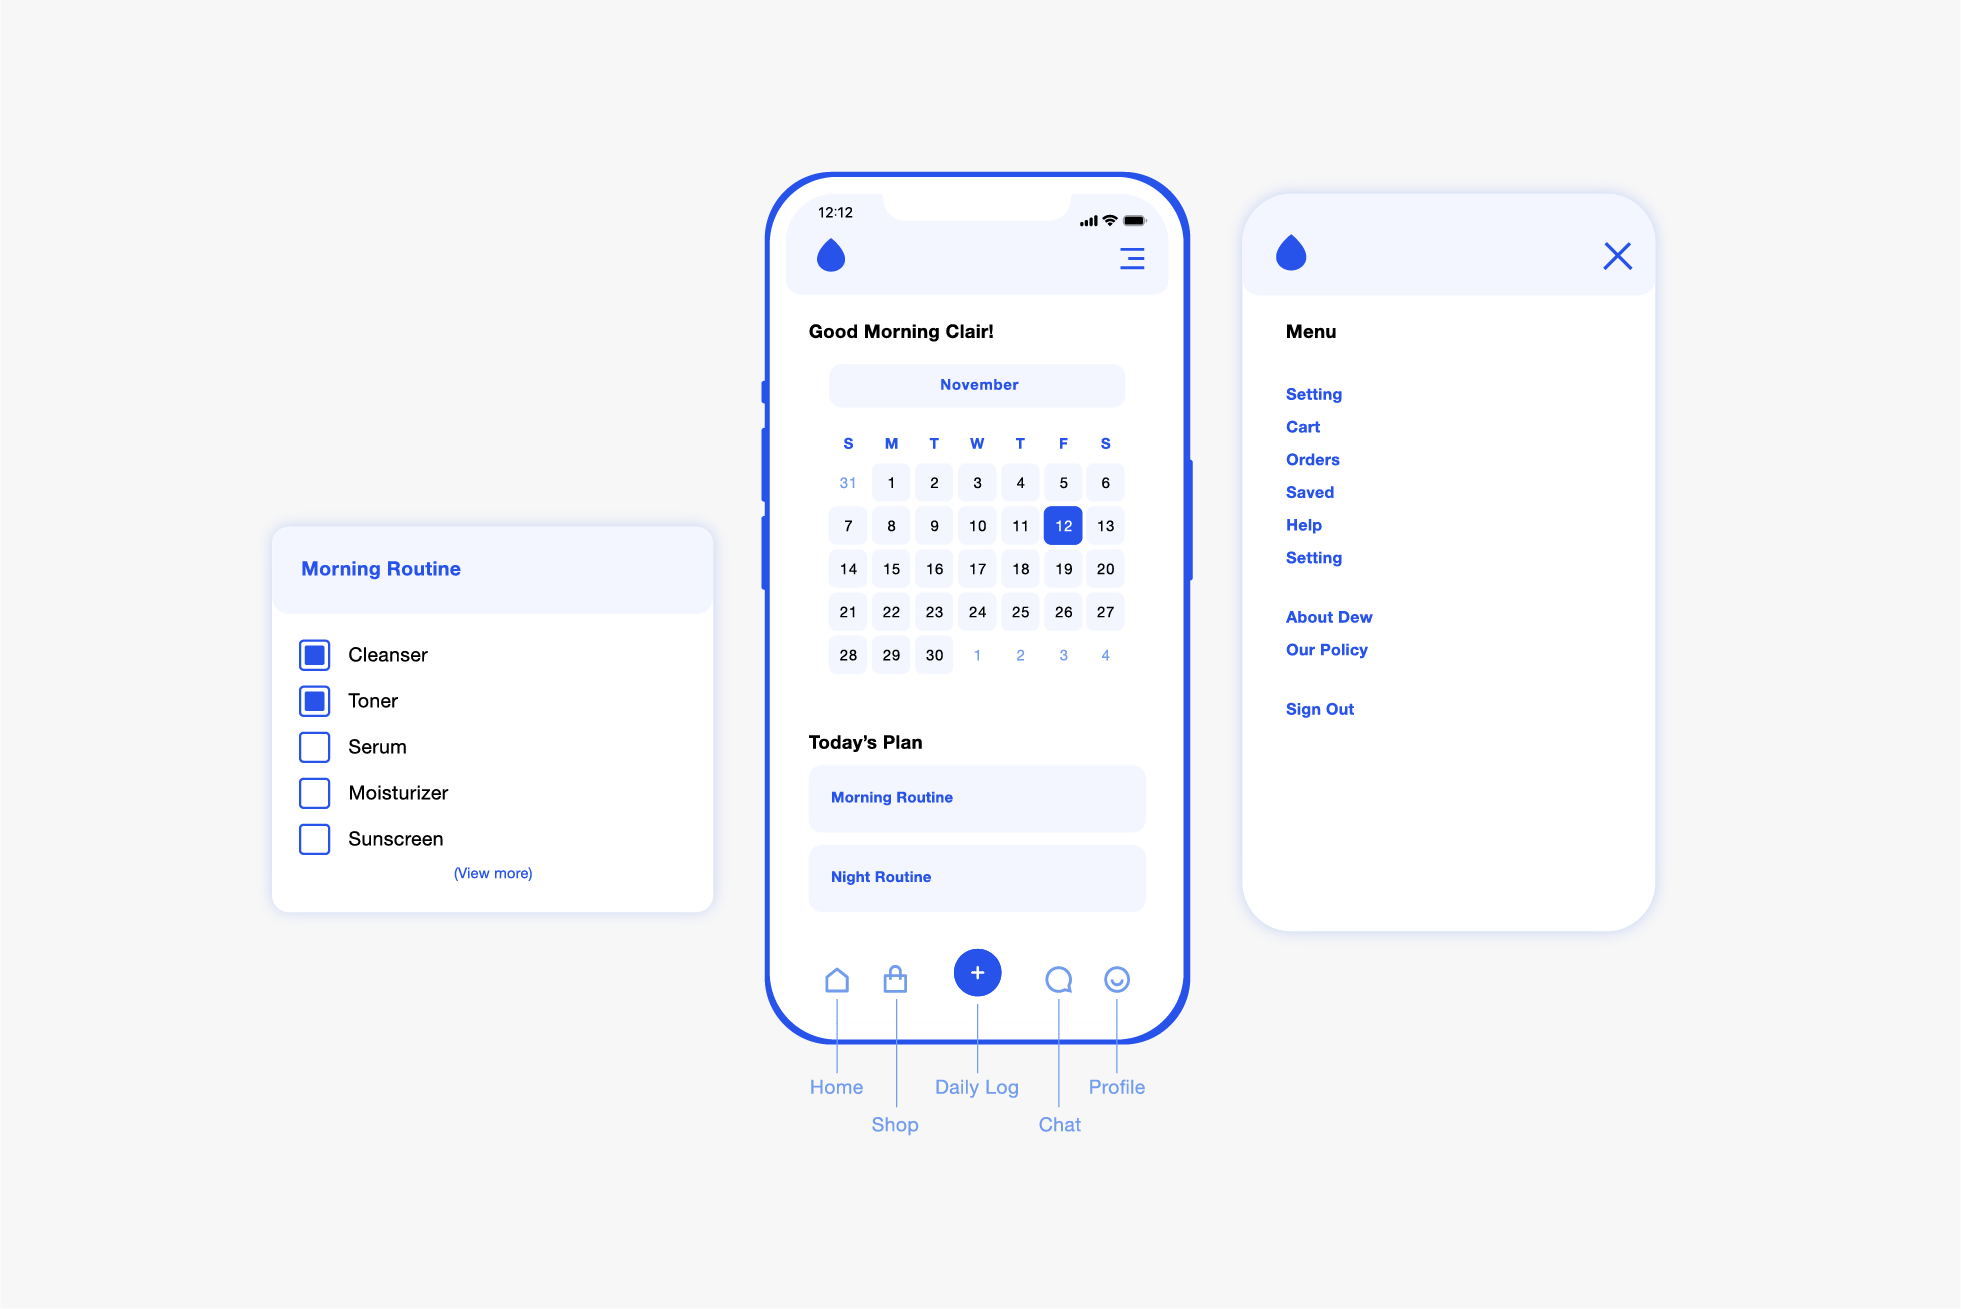 Morning Routine
Cleanser
Toner
Serum
Moisturizer
Sunscreen
(View more)
12:12
Good Morning Clair!
November
S M T W T F S
31 1 2 3 4 5 6
7 8 9 10 11 12 13
14 15 16 17 18 19 20
21 22 23 24 25 26 27
28 29 30 1 2 3 4
Today’s Plan
Morning Routine
Night Routine
+
Home
Daily Log
Profile
Shop
Chat
Menu
Setting
Cart
Orders
Saved
Help
Setting
About Dew
Our Policy
Sign Out